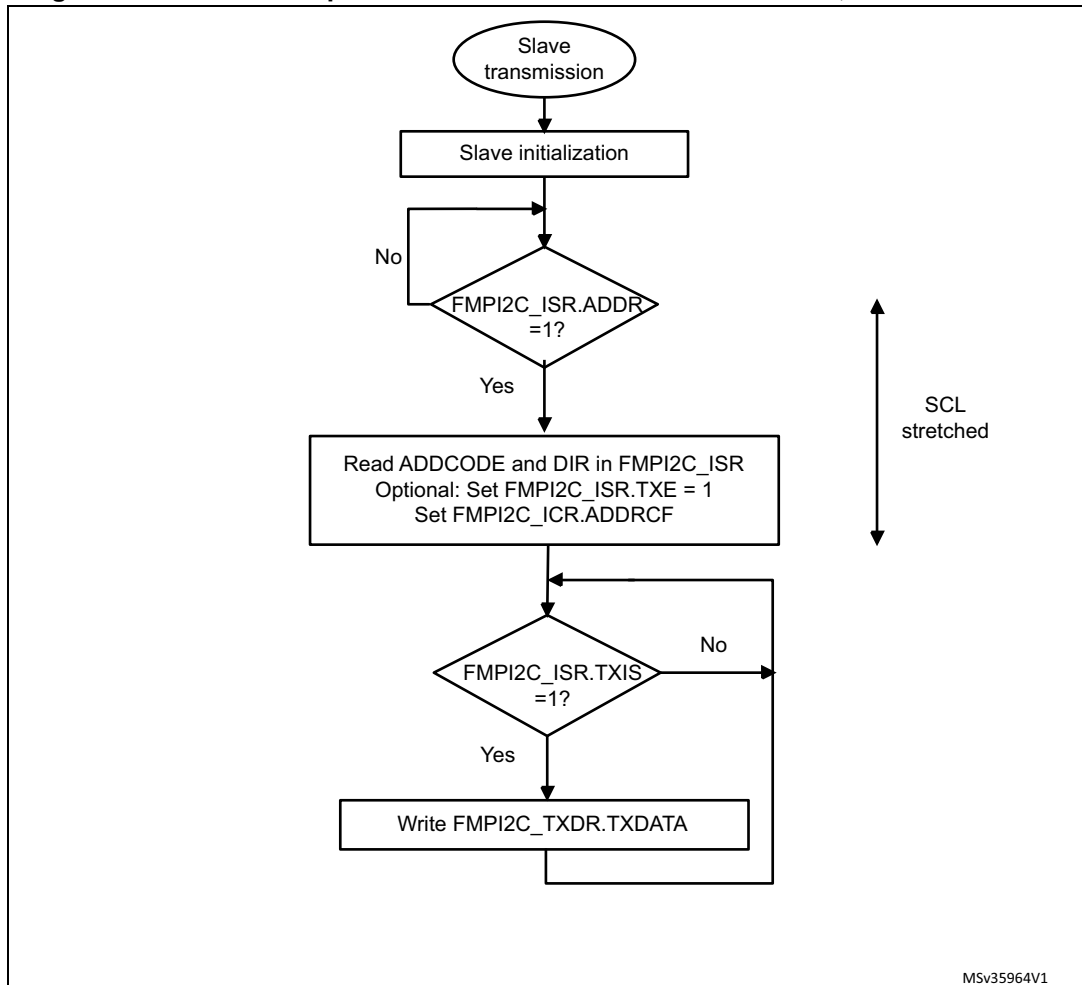 Slave
transmission
Slave initialization
No
FMPI2C_ISR.ADDR
=1?
Yes
SCL
stretched
Read ADDCODE and DIR in FMPI2C_ISR
Optional: Set FMPI2C_ISR.TXE = 1
Set FMPI2C_ICR.ADDRCF
No
FMPI2C_ISR.TXIS
=1?
Yes
Write FMPI2C_TXDR.TXDATA
MSv35964V1